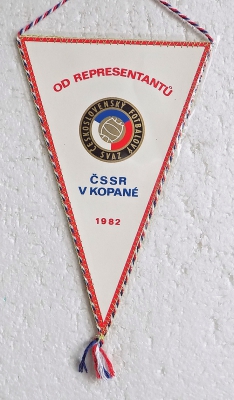 OD REPRESENTANTŮ
ČESKOSLOVENSKÝ FOTBALOVÝ
SVAZ
ČSSR
V KOPANÉ
1982